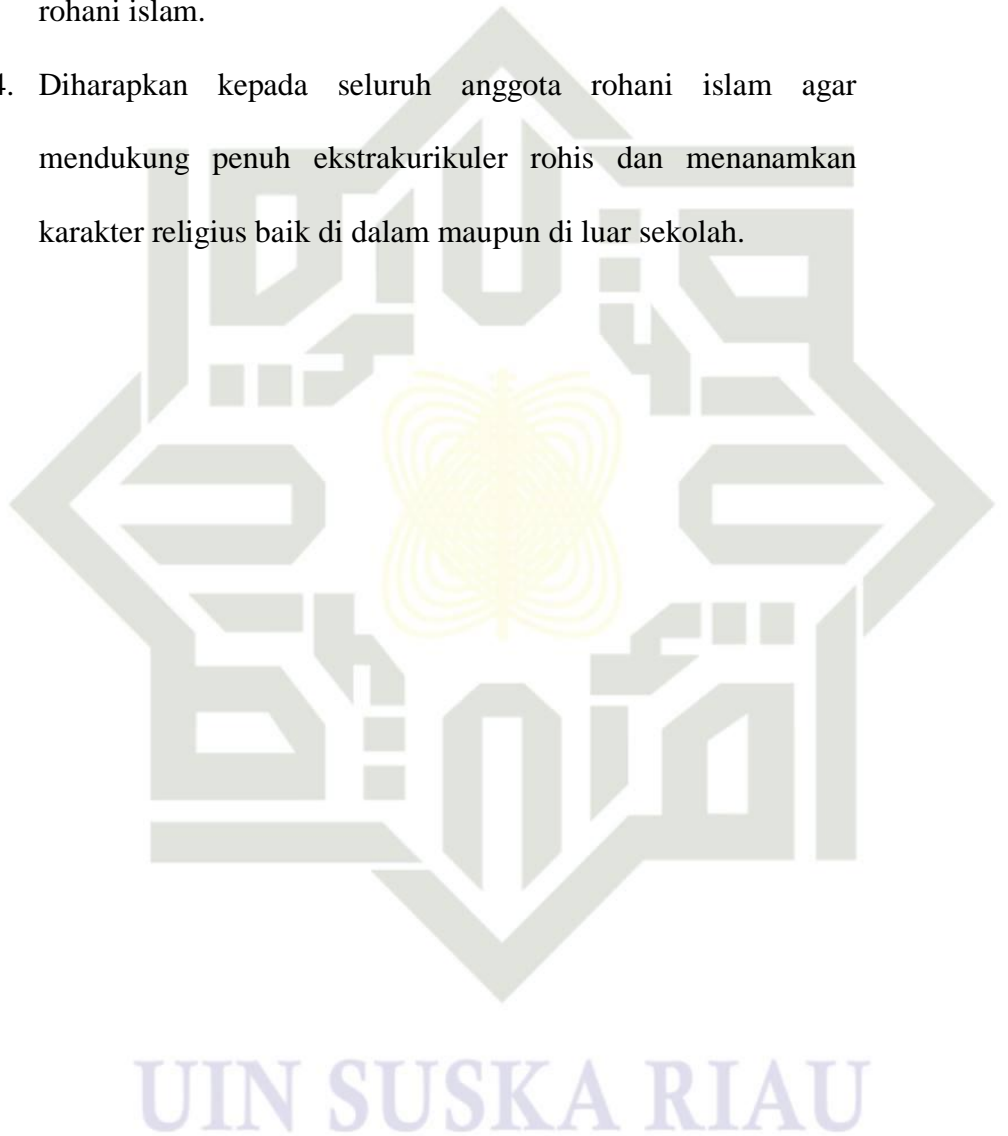 rohani islam.
4. Diharapkan kepada seluruh anggota rohani islam agar
mendukung penuh ekstrakurikuler rohis dan menanamkan
karakter religius baik di dalam maupun di luar sekolah.
UIN SUSKA RIAU